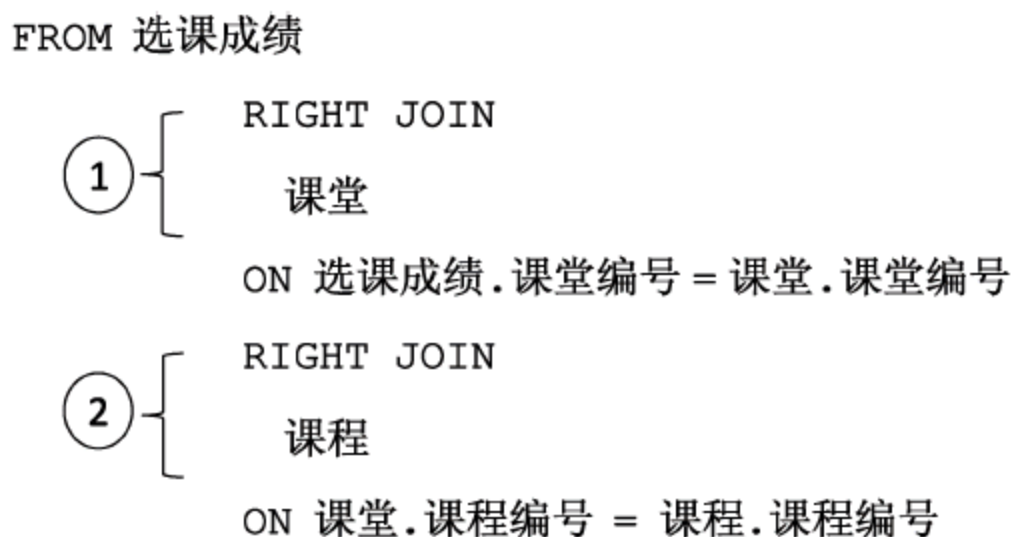 FROM 选课成绩
RIGHT JOIN
1
课堂
ON 选课成绩.课堂编号 = 课堂.课堂编号
RIGHT JOIN
2
课程
ON 课堂.课程编号 = 课程.课程编号